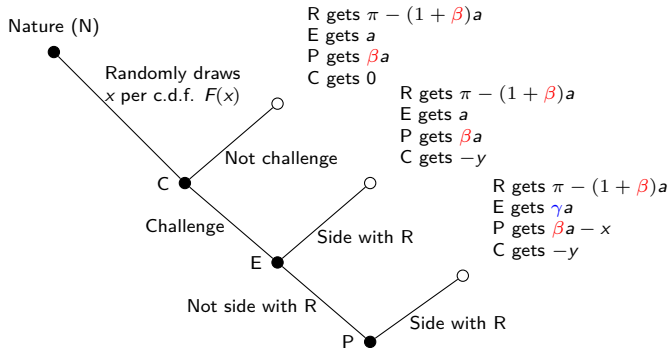 Nature (N)
Randomly draws
x per c.d.f. F(x)
R gets π − (1 + β)a
E gets a
P gets βa
C gets 0
C
Not challenge
Challenge
R gets π − (1 + β)a
E gets a
P gets βa
C gets −y
E
Side with R
Not side with R
R gets π − (1 + β)a
E gets γa
P gets βa − x
C gets −y
P
Side with R